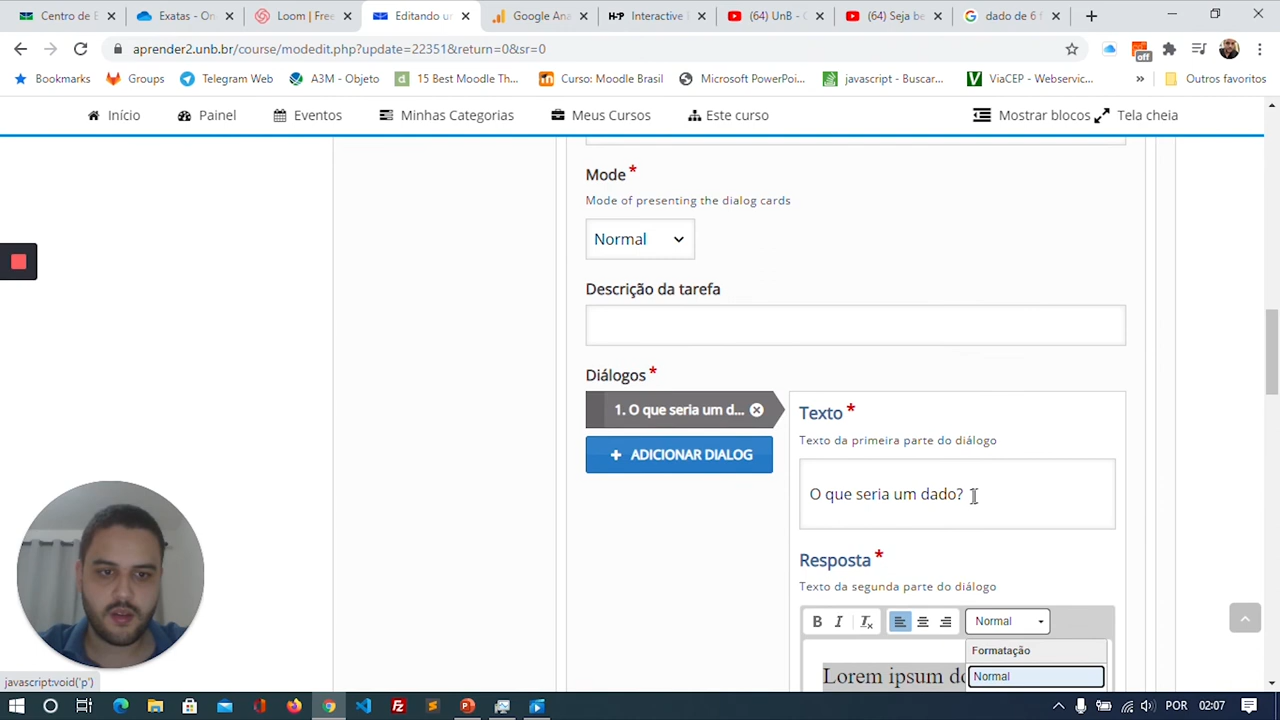 Centro de E
Exatas - On
Loom | Free
Editando ur
Google Ana
H-P Interactive
(64) UnB - C
(64) Seja be
dado de 6 f
aprender2.unb.br/course/modedit.php?update=22351&return=0&sr=0
off
Bookmarks
Groups
Telegram Web
A3M - Objeto
15 Best Moodle Th...
Curso: Moodle Brasil
Microsoft PowerPoi...
javascript - Buscar...
ViaCEP - Webservic...
»
Outros favoritos
Início
Painel
Eventos
Minhas Categorias
Meus Cursos
Este curso
Mostrar blocos
Tela cheia
Mode *
Mode of presenting the dialog cards
Normal
Descrição da tarefa
Diálogos *
1. O que seria um d...
+ ADICIONAR DIALOG
Texto *
Texto da primeira parte do diálogo
O que seria um dado?
Resposta *
Texto da segunda parte do diálogo
B I Tx
Normal
Formatação
Normal
Lorem ipsum do
javascript:void('p')
POR
02:07